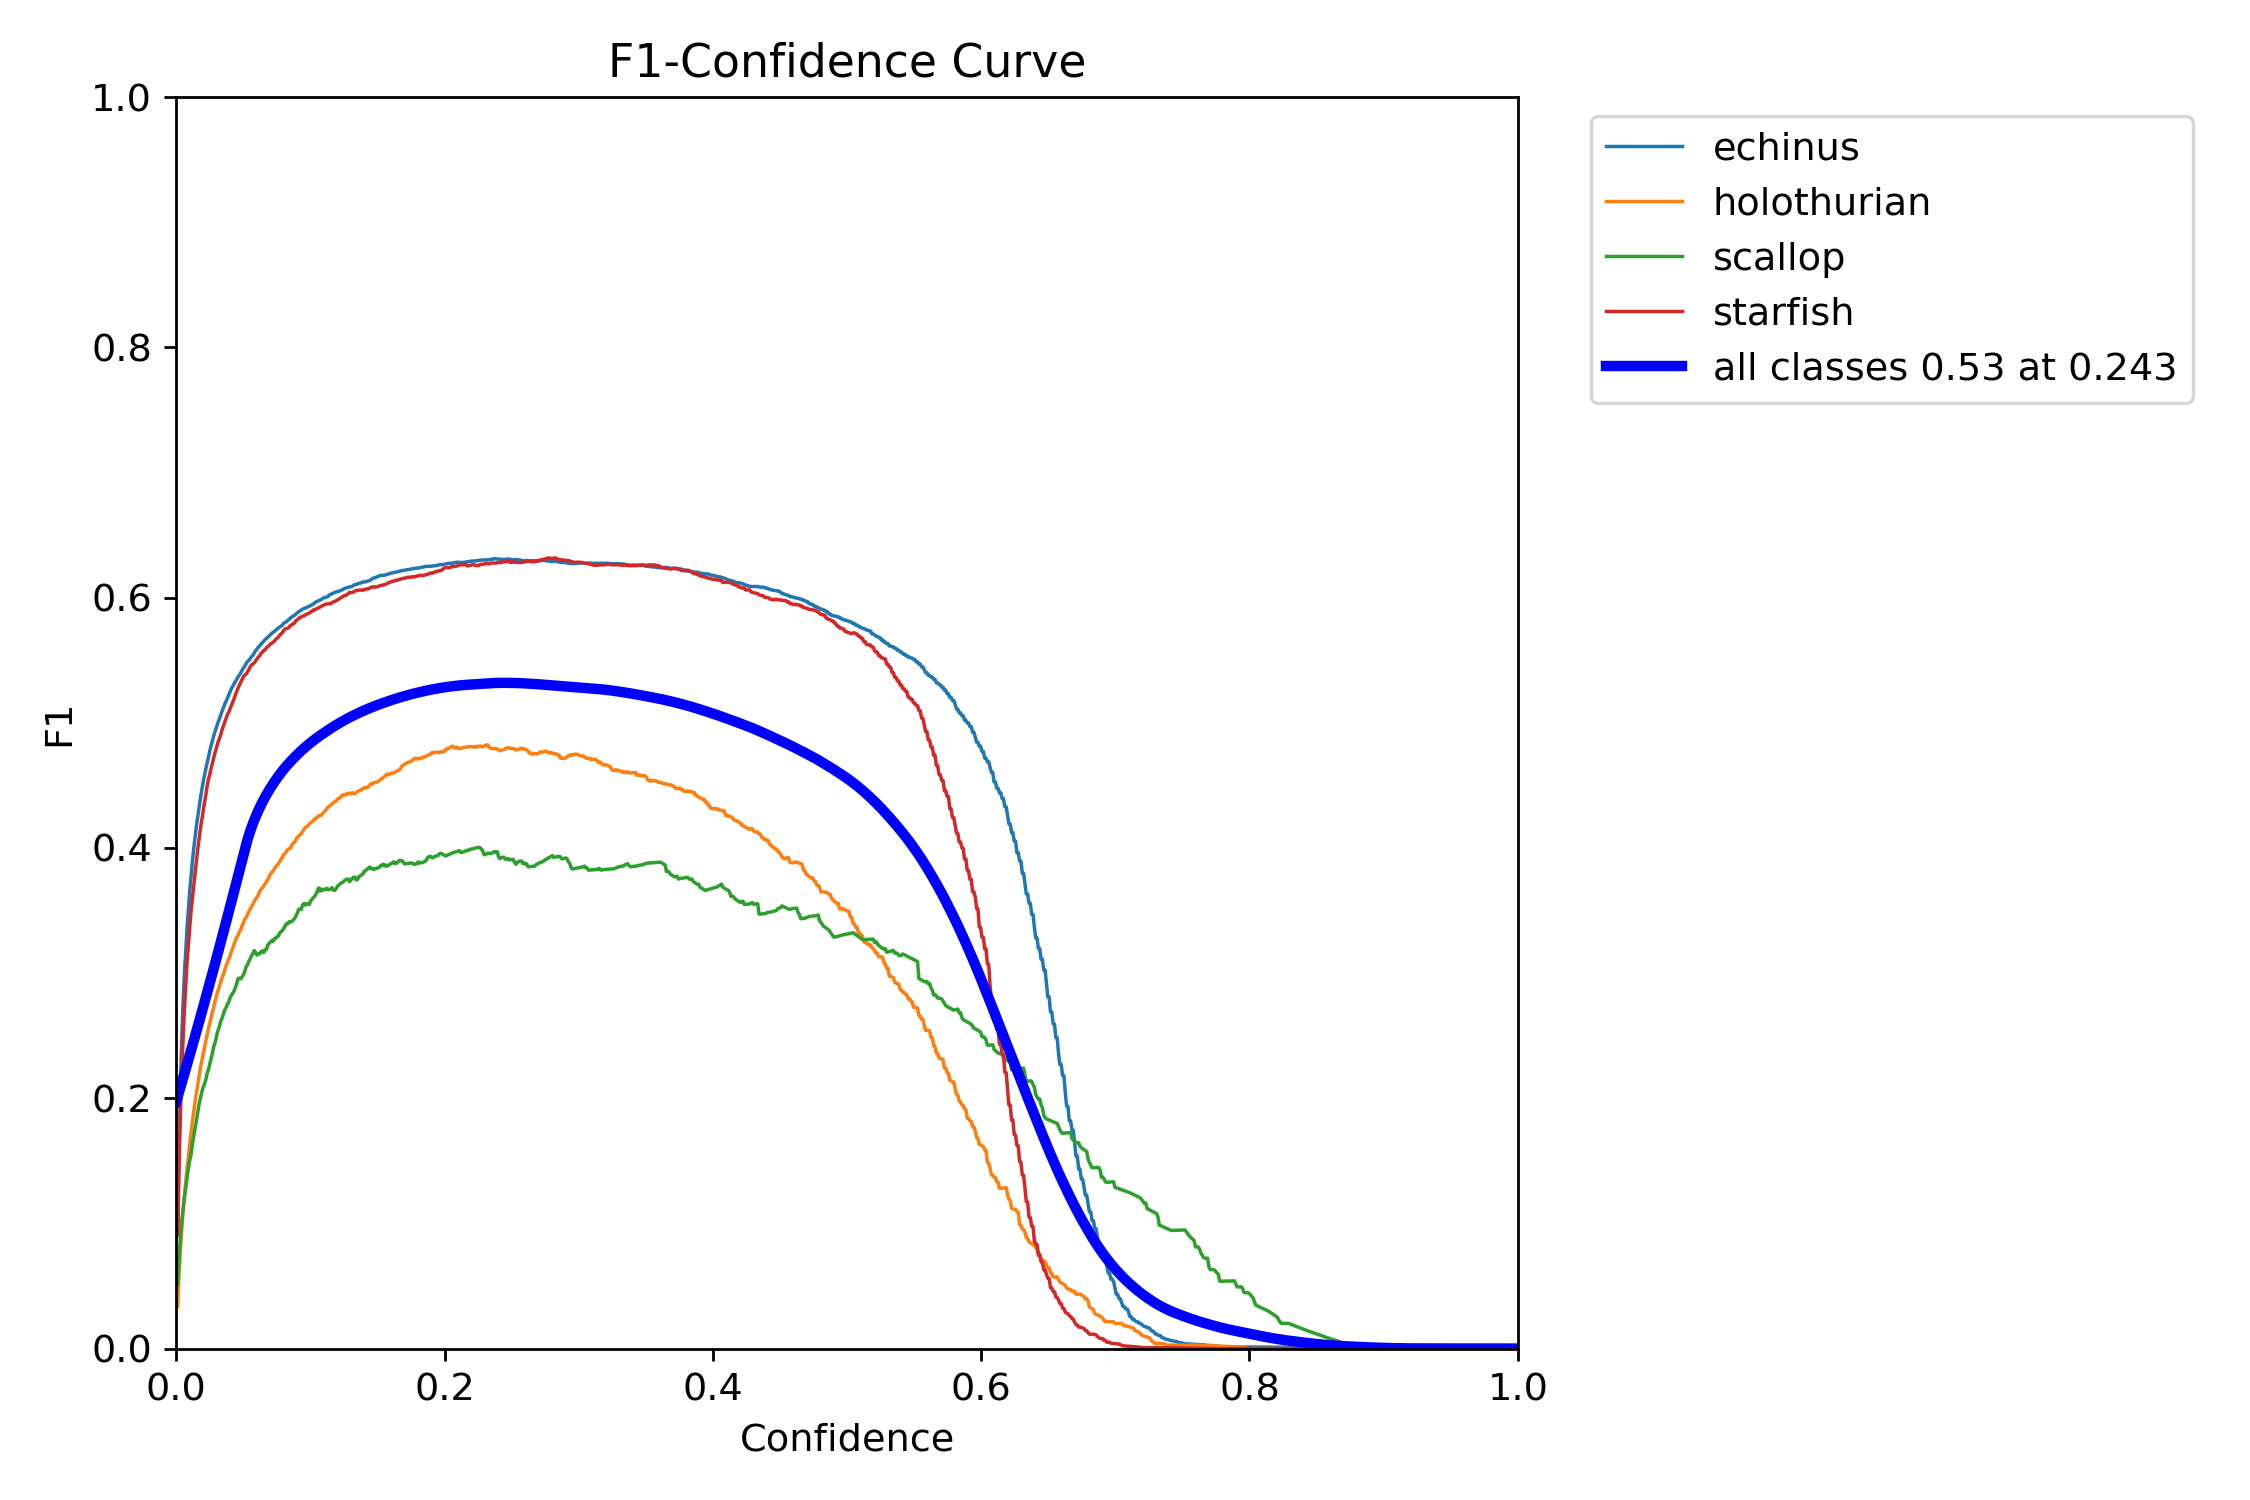 F1-Confidence Curve
1.0
0.8
0.6
0.4
0.2
0.0
F1
0.0 0.2 0.4 0.6 0.8 1.0
Confidence
echinus
holothurian
scallop
starfish
all classes 0.53 at 0.243